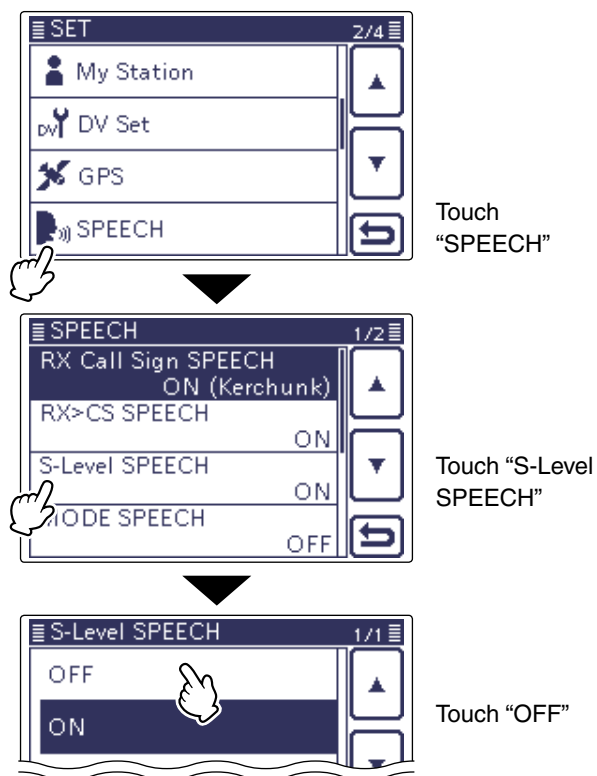 SET 2/4
My Station
DV DV Set
GPS
SPEECH
Touch
“SPEECH”
SPEECH 1/2
RX Call Sign SPEECH
ON (Kerchunk)
RX>CS SPEECH
ON
S-Level SPEECH
ON
MODE SPEECH
OFF
Touch “S-Level
SPEECH”
S-Level SPEECH 1/1
OFF
ON
Touch “OFF”